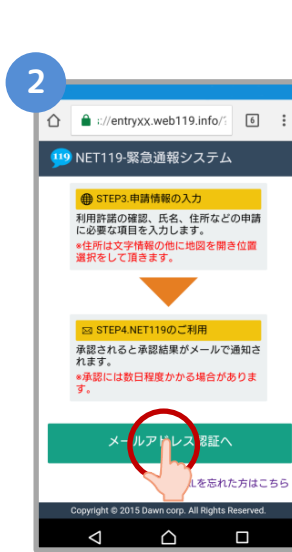 2
://entryxx.web119.info/
6
119 NET119-緊急通報システム
STEP3.申請情報の入力
利用許諾の確認、氏名、住所などの申請
に必要な項目を入力します。
*住所は文字情報の他に地図を開き位置
選択をして頂きます。
STEP4.NET119のご利用
承認されると承認結果がメールで通知さ
れます。
*承認には数日程度かかる場合がありま
す。
メールアドレス認証へ
Lを忘れた方はこちら
Copyright © 2015 Dawn corp. All Rights Reserved.